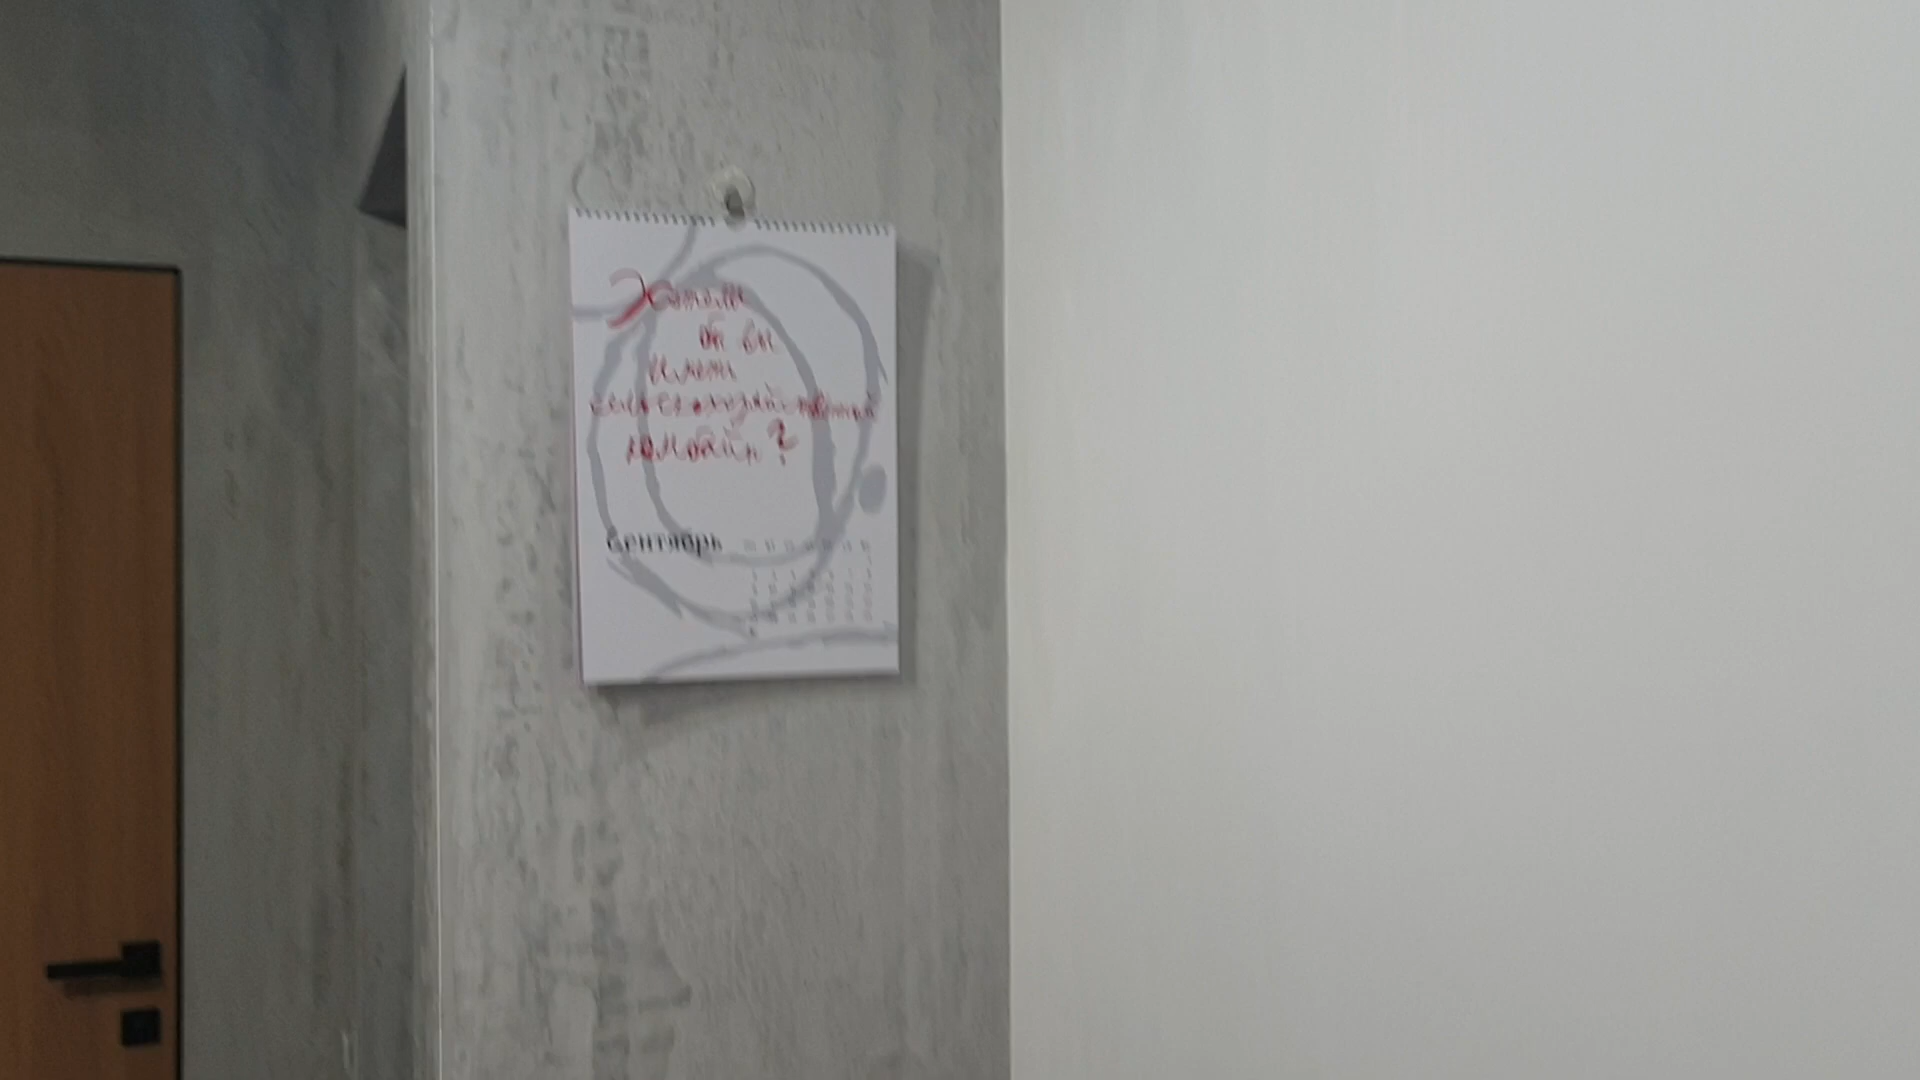 Хотели
бы вы
иметь
сельскохозяйственный
комбайн?
Сентябрь